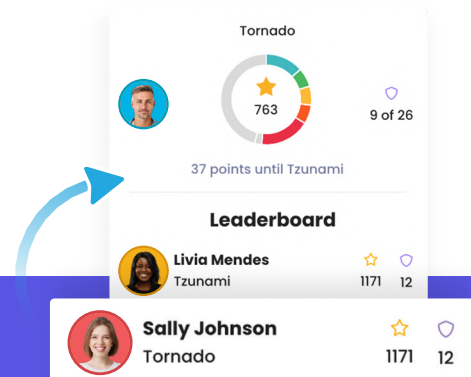 Tornado
763
9 of 26
37 points until Tzunami
Leaderboard
Livia Mendes
Tzunami 1171 12
Sally Johnson
Tornado 1171 12